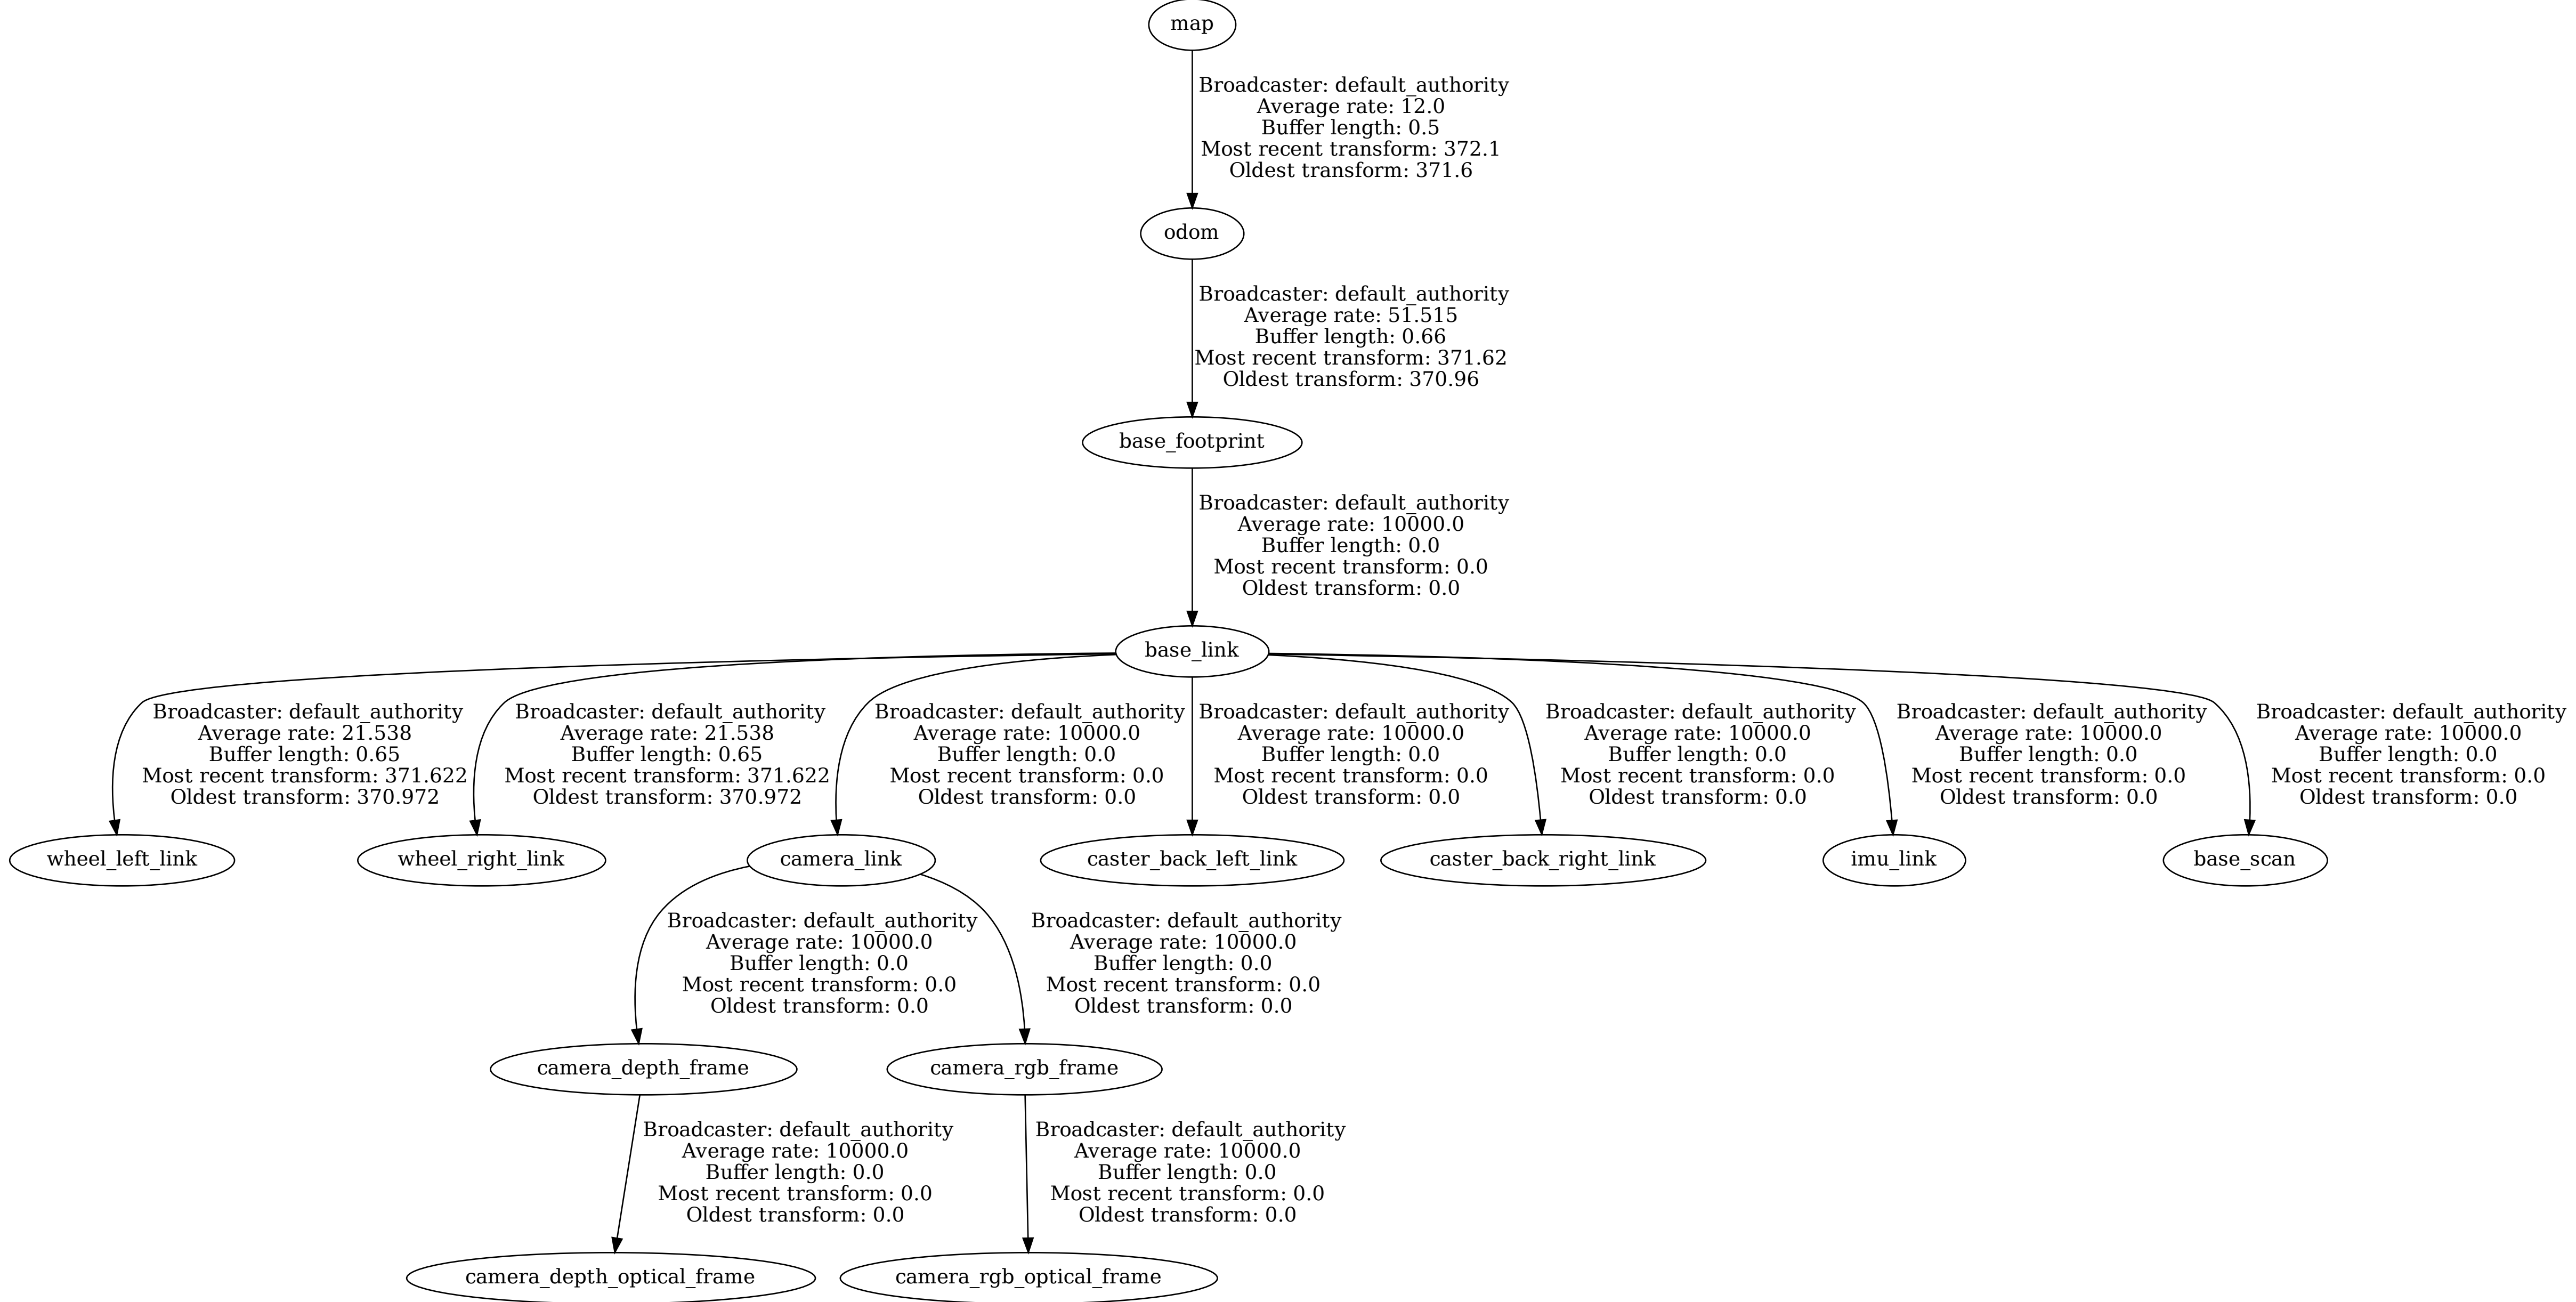 map
Broadcaster: default_authority
Average rate: 12.0
Buffer length: 0.5
Most recent transform: 372.1
Oldest transform: 371.6
odom
Broadcaster: default_authority
Average rate: 51.515
Buffer length: 0.66
Most recent transform: 371.62
Oldest transform: 370.96
base_footprint
Broadcaster: default_authority
Average rate: 10000.0
Buffer length: 0.0
Most recent transform: 0.0
Oldest transform: 0.0
base_link
Broadcaster: default_authority
Average rate: 21.538
Buffer length: 0.65
Most recent transform: 371.622
Oldest transform: 370.972
Broadcaster: default_authority
Average rate: 21.538
Buffer length: 0.65
Most recent transform: 371.622
Oldest transform: 370.972
Broadcaster: default_authority
Average rate: 10000.0
Buffer length: 0.0
Most recent transform: 0.0
Oldest transform: 0.0
Broadcaster: default_authority
Average rate: 10000.0
Buffer length: 0.0
Most recent transform: 0.0
Oldest transform: 0.0
Broadcaster: default_authority
Average rate: 10000.0
Buffer length: 0.0
Most recent transform: 0.0
Oldest transform: 0.0
Broadcaster: default_authority
Average rate: 10000.0
Buffer length: 0.0
Most recent transform: 0.0
Oldest transform: 0.0
Broadcaster: default_authority
Average rate: 10000.0
Buffer length: 0.0
Most recent transform: 0.0
Oldest transform: 0.0
wheel_left_link
wheel_right_link
camera_link
caster_back_left_link
caster_back_right_link
imu_link
base_scan
Broadcaster: default_authority
Average rate: 10000.0
Buffer length: 0.0
Most recent transform: 0.0
Oldest transform: 0.0
Broadcaster: default_authority
Average rate: 10000.0
Buffer length: 0.0
Most recent transform: 0.0
Oldest transform: 0.0
camera_depth_frame
camera_rgb_frame
Broadcaster: default_authority
Average rate: 10000.0
Buffer length: 0.0
Most recent transform: 0.0
Oldest transform: 0.0
Broadcaster: default_authority
Average rate: 10000.0
Buffer length: 0.0
Most recent transform: 0.0
Oldest transform: 0.0
camera_depth_optical_frame
camera_rgb_optical_frame